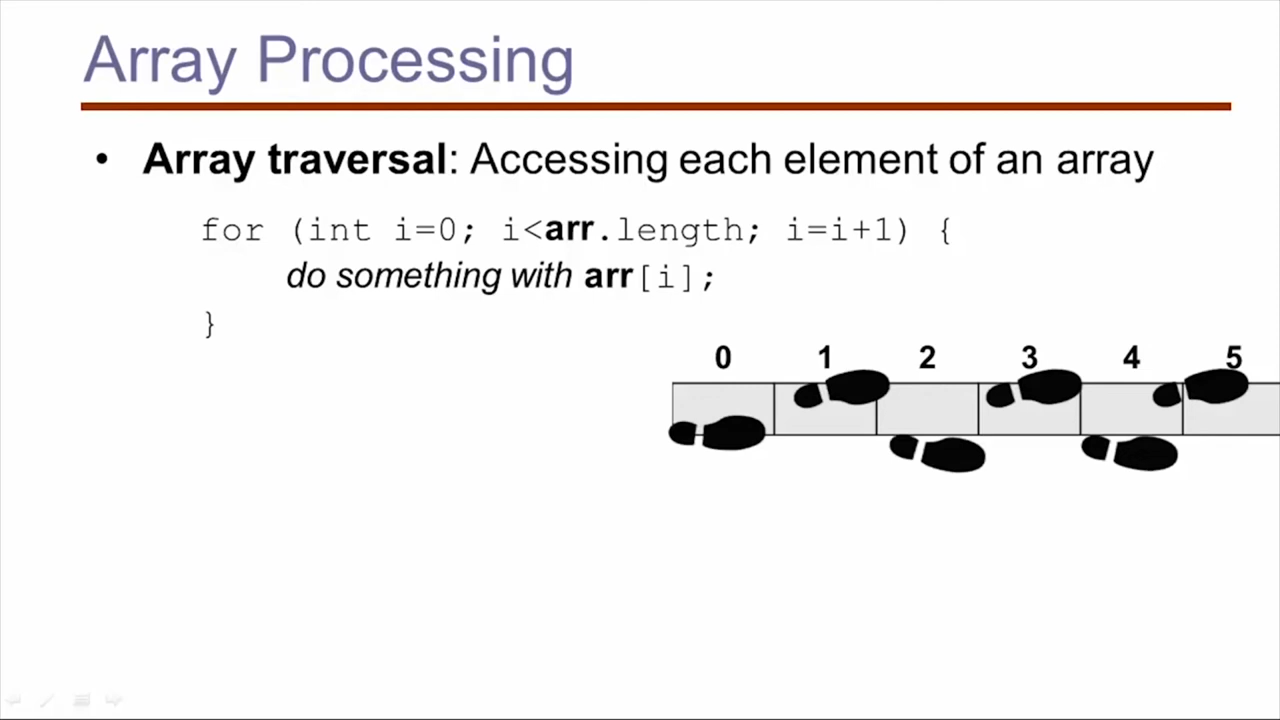 Array Processing
• Array traversal: Accessing each element of an array
for (int i=0; i<arr.length; i=i+1) {
do something with arr[i];
}
0 1 2 3 4 5